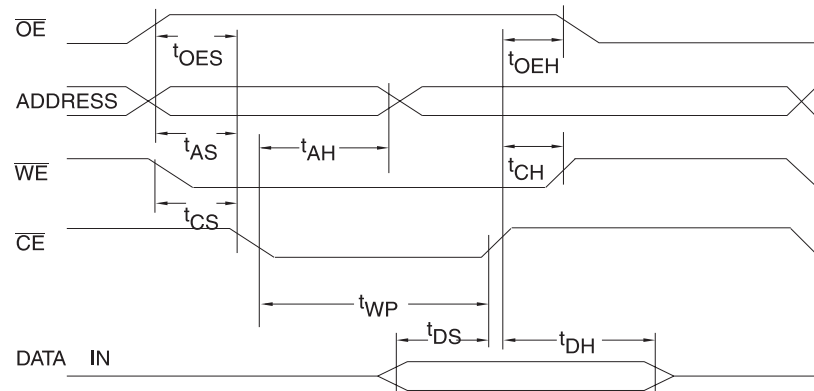 OE
tOES
tOEH
ADDRESS
tAS
tAH
WE
tCH
tCS
CE
tWP
tDS
tDH
DATA IN